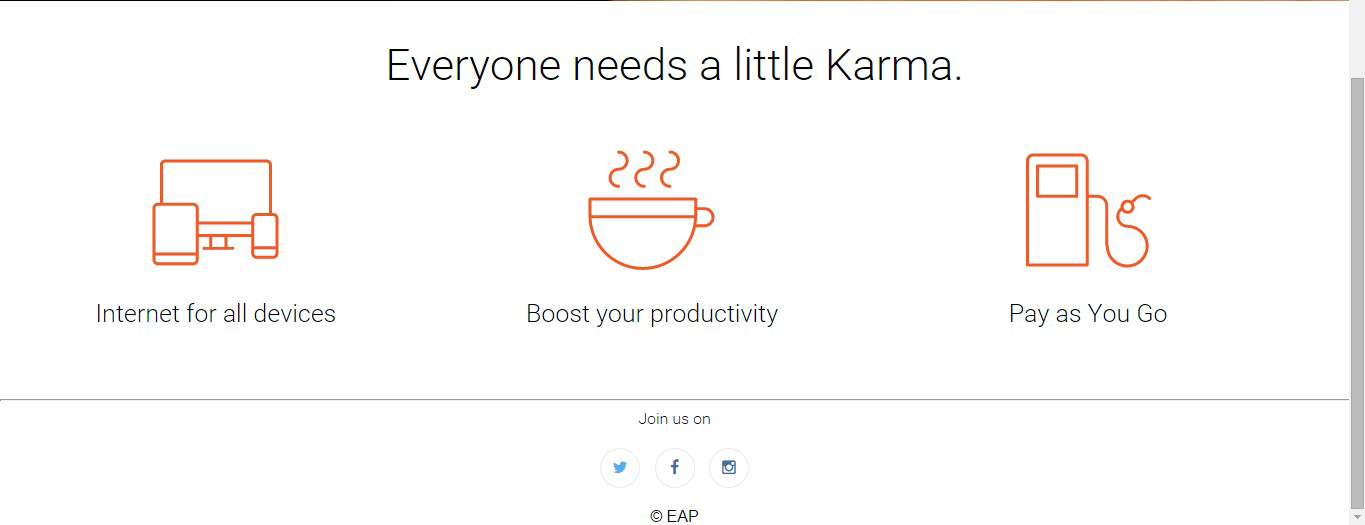 Everyone needs a little Karma.
Internet for all devices
Boost your productivity
Pay as You Go
Join us on
© EAP